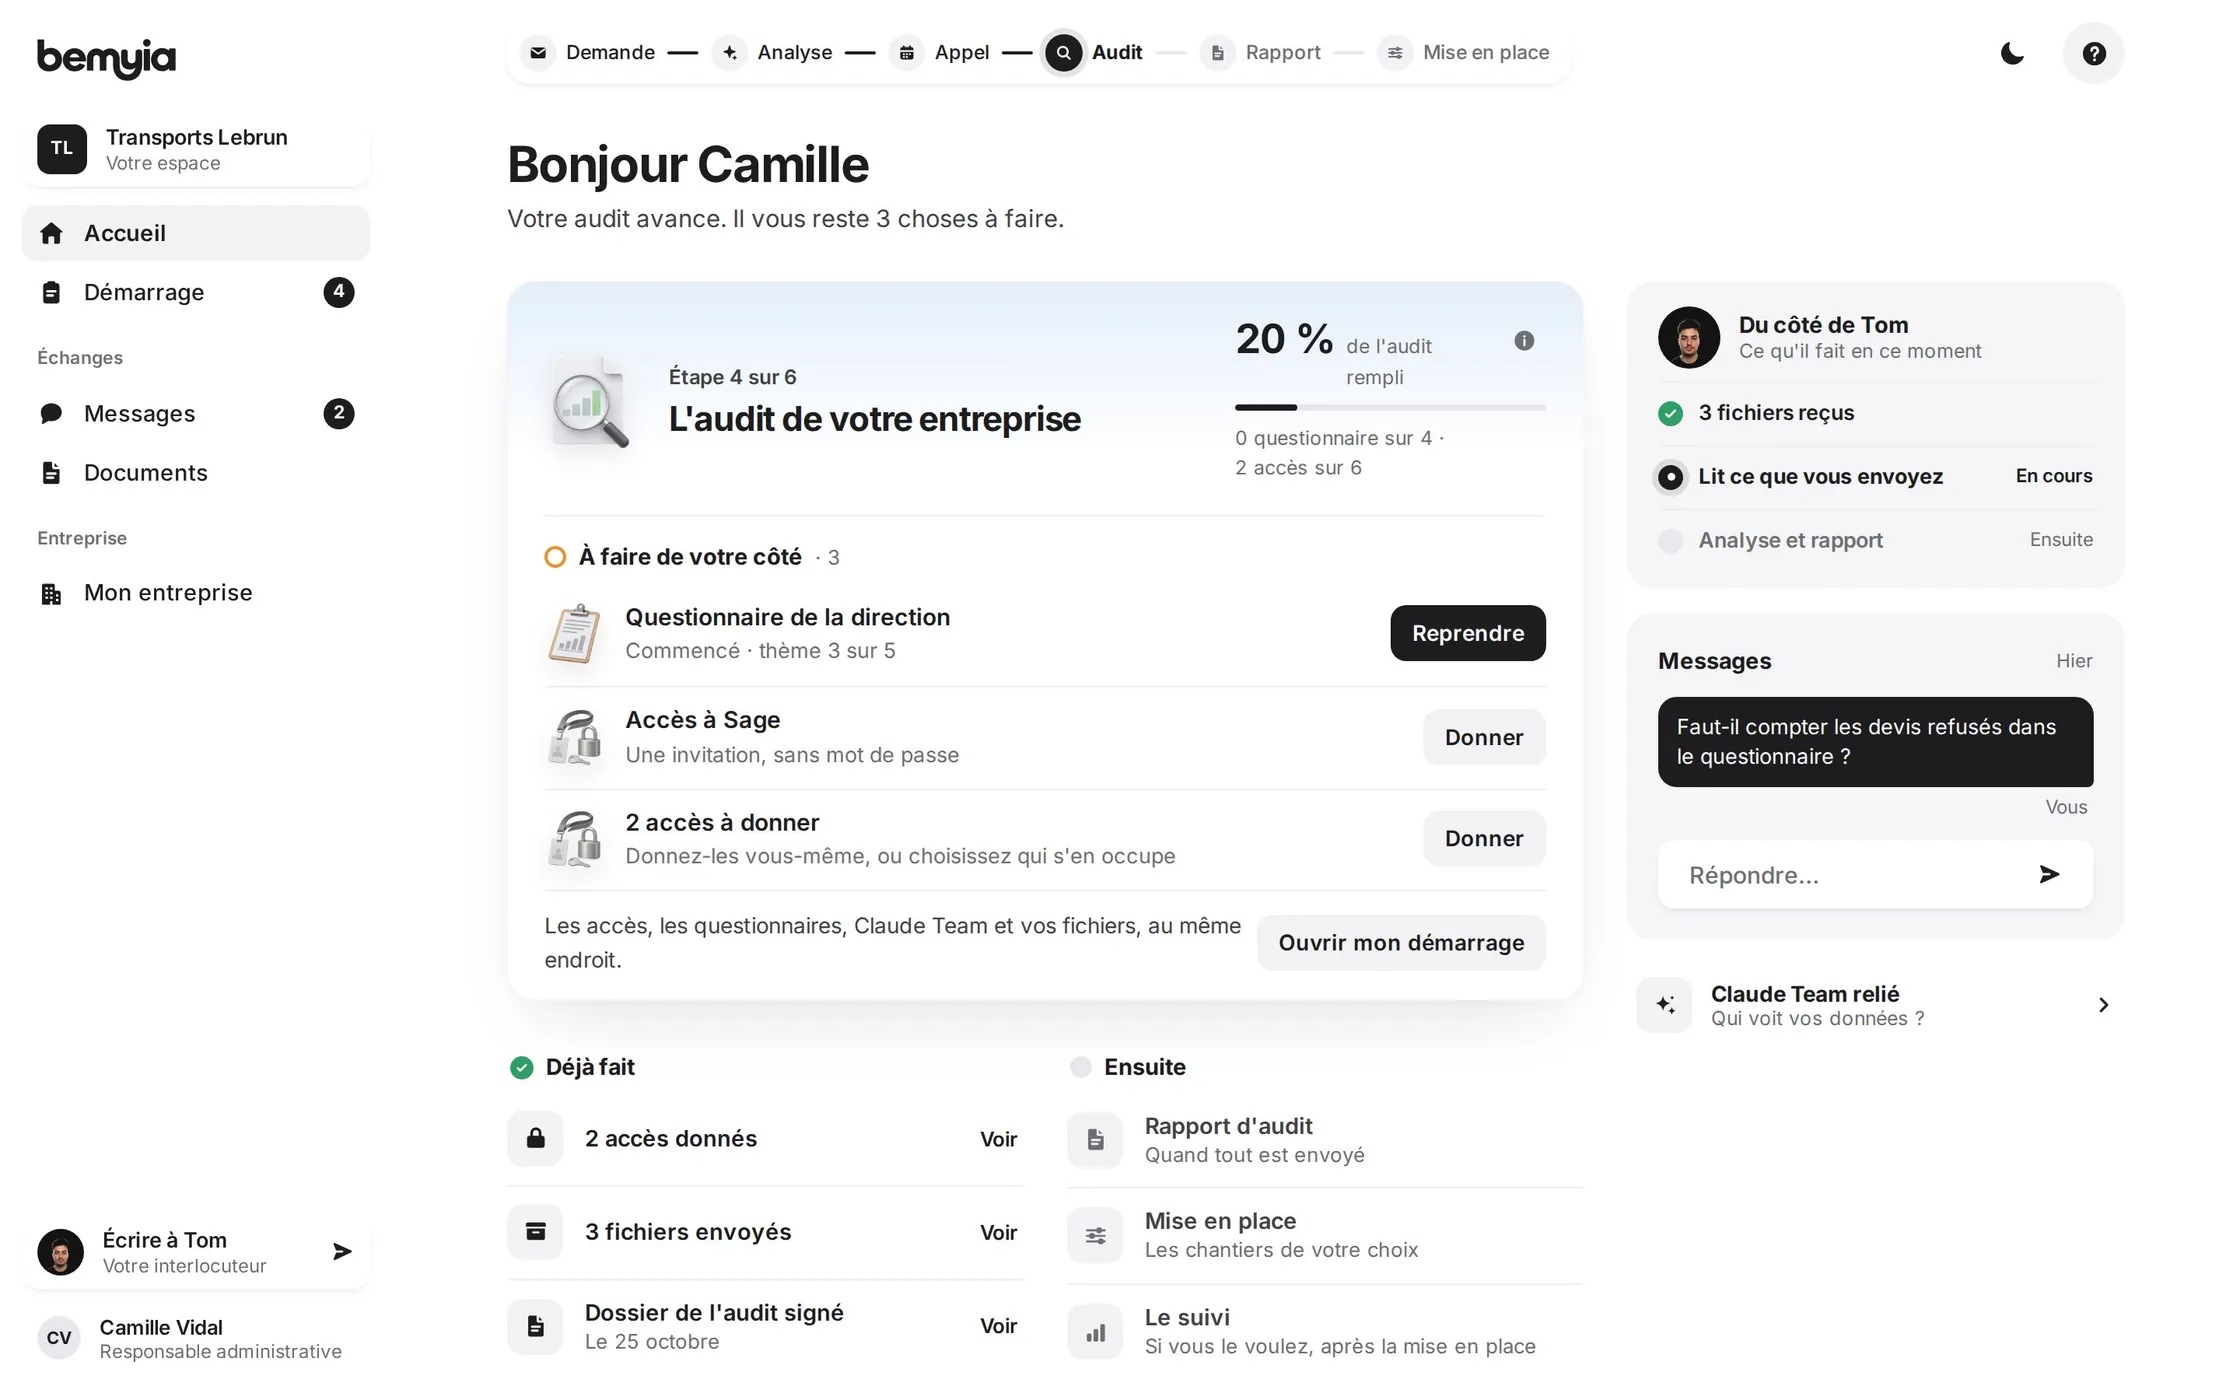 bemyia
Demande
Analyse
Appel
Audit
Rapport
Mise en place
TL
Transports Lebrun
Votre espace
Accueil
Démarrage
4
Échanges
Messages
2
Documents
Entreprise
Mon entreprise
Écrire à Tom
Votre interlocuteur
CV
Camille Vidal
Responsable administrative
Bonjour Camille
Votre audit avance. Il vous reste 3 choses à faire.
Étape 4 sur 6
L'audit de votre entreprise
20 % de l'audit
rempli
0 questionnaire sur 4 ·
2 accès sur 6
À faire de votre côté · 3
Questionnaire de la direction
Commencé · thème 3 sur 5
Reprendre
Accès à Sage
Une invitation, sans mot de passe
Donner
2 accès à donner
Donnez-les vous-même, ou choisissez qui s'en occupe
Donner
Les accès, les questionnaires, Claude Team et vos fichiers, au même
endroit.
Ouvrir mon démarrage
Déjà fait
2 accès donnés
Voir
3 fichiers envoyés
Voir
Dossier de l'audit signé
Le 25 octobre
Voir
Ensuite
Rapport d'audit
Quand tout est envoyé
Mise en place
Les chantiers de votre choix
Le suivi
Si vous le voulez, après la mise en place
Du côté de Tom
Ce qu'il fait en ce moment
3 fichiers reçus
Lit ce que vous envoyez
En cours
Analyse et rapport
Ensuite
Messages
Hier
Faut-il compter les devis refusés dans
le questionnaire ?
Vous
Répondre...
Claude Team relié
Qui voit vos données ?